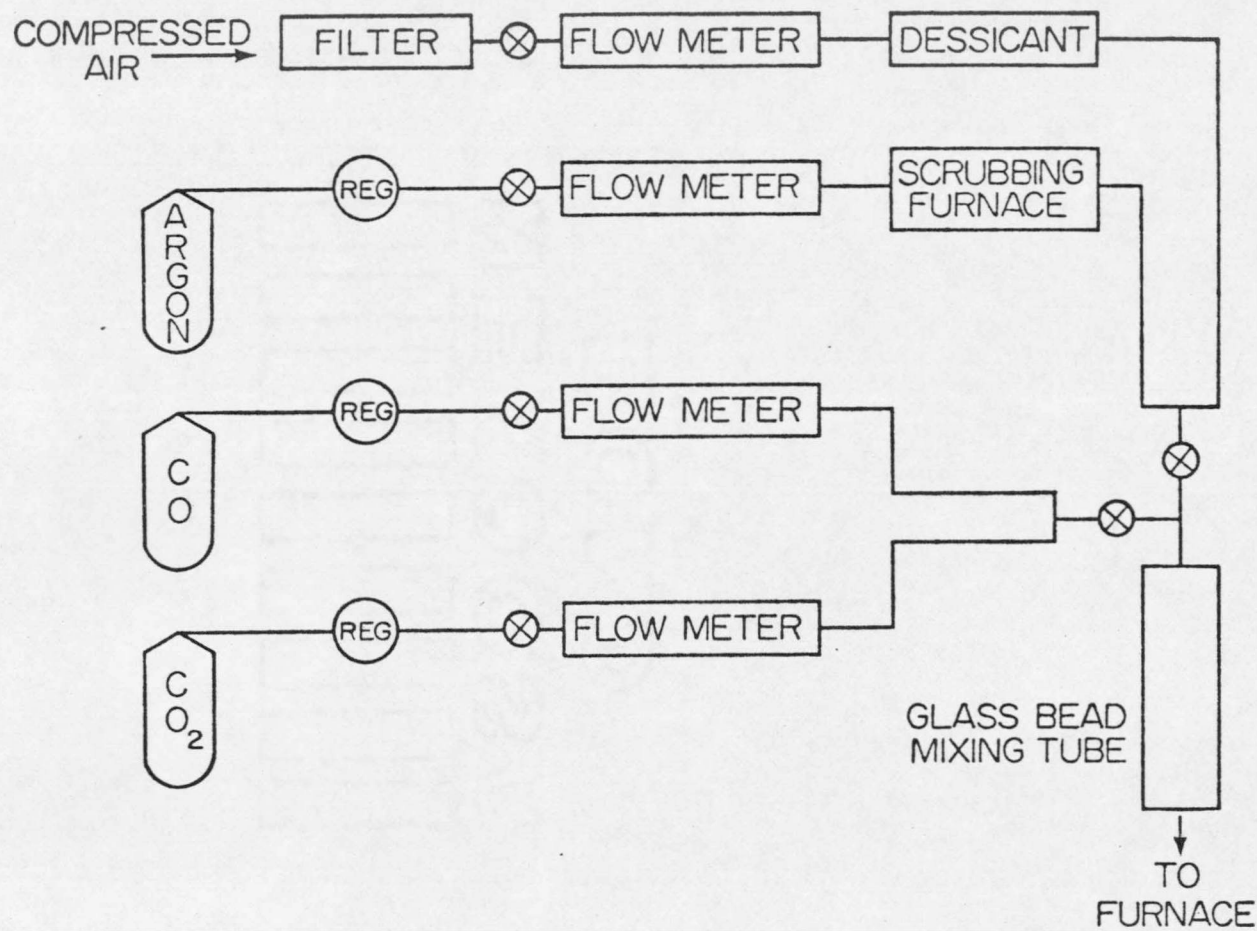 COMPRESSED
AIR
FILTER
FLOW METER
DESSICANT
ARGON
REG
FLOW METER
SCRUBBING
FURNACE
CO
REG
FLOW METER
CO₂
REG
FLOW METER
GLASS BEAD
MIXING TUBE
TO
FURNACE